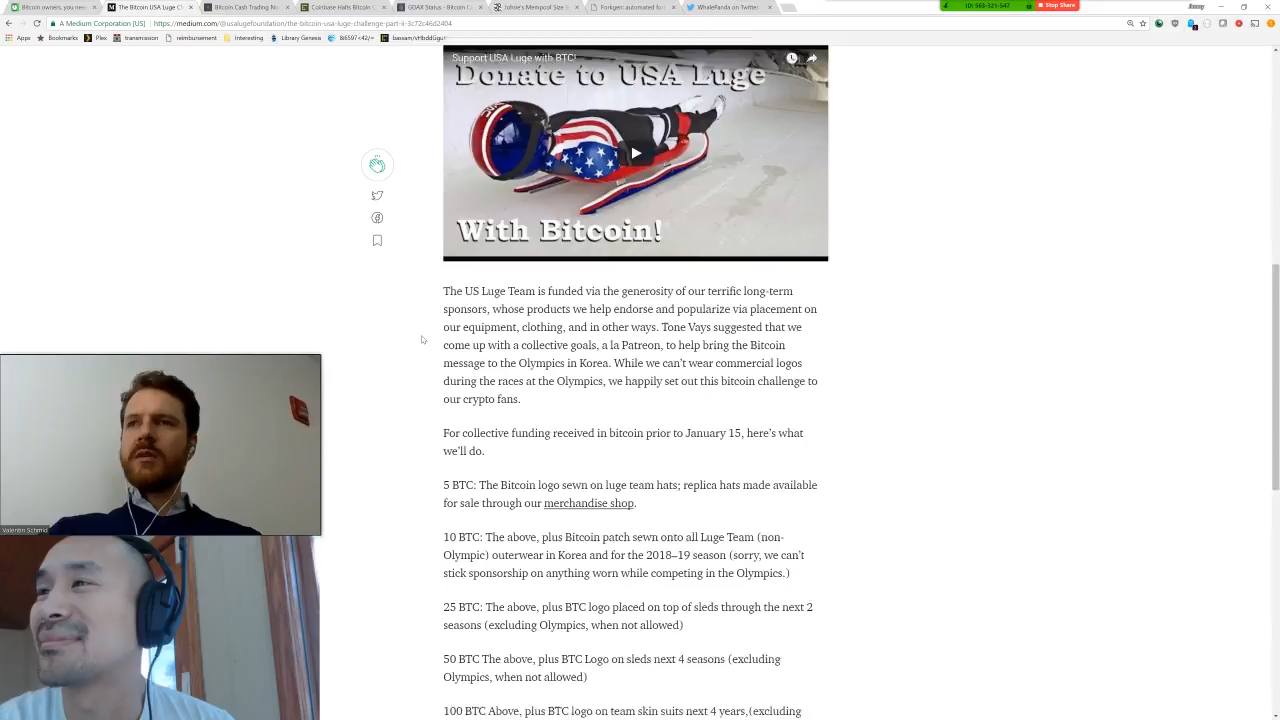 Bitcoin owners, you need
The Bitcoin USA Luge Ch
Bitcoin Cash Trading No
Coinbase Halts Bitcoin C
GDAX Status - Bitcoin Ca
Johoe's Mempool Size S
Forkgen: automated fo
WhalePanda on Twitter
ID: 563-321-547
Stop Share
Jimmy
A Medium Corporation [US]
https://medium.com/@usalugefoundation/the-bitcoin-usa-luge-challenge-part-ii-3c72c46d2404
Apps
Bookmarks
Plex
transmission
reimbursement
Library Genesis
Support USA Luge with BTC!
Donate to USA Luge
With Bitcoin!
The US Luge Team is funded via the generosity of our terrific long-term
sponsors, whose products we help endorse and popularize via placement on
our equipment, clothing, and in other ways. Tone Vays suggested that we
come up with a collective goals, a la Patreon, to help bring the Bitcoin
message to the Olympics in Korea. While we can't wear commercial logos
during the races at the Olympics, we happily set out this bitcoin challenge to
our crypto fans.
For collective funding received in bitcoin prior to January 15, here's what
we'll do.
5 BTC: The Bitcoin logo sewn on luge team hats; replica hats made available
for sale through our merchandise shop.
10 BTC: The above, plus Bitcoin patch sewn onto all Luge Team (non-
Olympic) outerwear in Korea and for the 2018–19 season (sorry, we can't
stick sponsorship on anything worn while competing in the Olympics.)
25 BTC: The above, plus BTC logo placed on top of sleds through the next 2
seasons (excluding Olympics, when not allowed)
50 BTC The above, plus BTC Logo on sleds next 4 seasons (excluding
Olympics, when not allowed)
100 BTC Above, plus BTC logo on team skin suits next 4 years,(excluding
Valentin Schmid